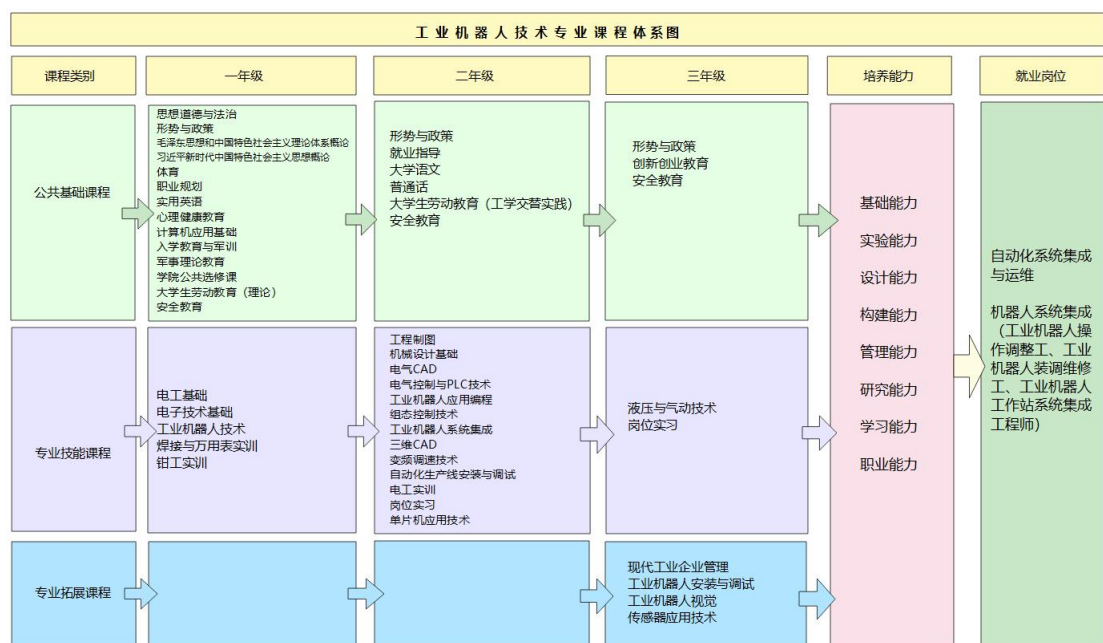 工业机器人技术专业课程体系图
课程类别
一年级
二年级
三年级
培养能力
就业岗位
公共基础课程
思想道德与法治
形势与政策
毛泽东思想和中国特色社会主义理论体系概论
习近平新时代中国特色社会主义思想概论
体育
职业规划
实用英语
心理健康教育
计算机应用基础
入学教育与军训
军事理论教育
学院公共选修课
大学生劳动教育（理论）
安全教育
形势与政策
就业指导
大学语文
普通话
大学生劳动教育（工学交替实践）
安全教育
形势与政策
创新创业教育
安全教育
专业技能课程
电工基础
电子技术基础
工业机器人技术
焊接与万用表实训
钳工实训
工程制图
机械设计基础
电气CAD
电气控制与PLC技术
工业机器人应用编程
组态控制技术
工业机器人系统集成
三维CAD
变频调速技术
自动化生产线安装与调试
电工实训
岗位实习
单片机应用技术
液压与气动技术
岗位实习
专业拓展课程
现代工业企业管理
工业机器人安装与调试
工业机器人视觉
传感器应用技术
基础能力
实验能力
设计能力
构建能力
管理能力
研究能力
学习能力
职业能力
自动化系统集成
与运维
机器人系统集成
（工业机器人操
作调整工、工业
机器人装调维修
工、工业机器人
工作站系统集成
工程师）